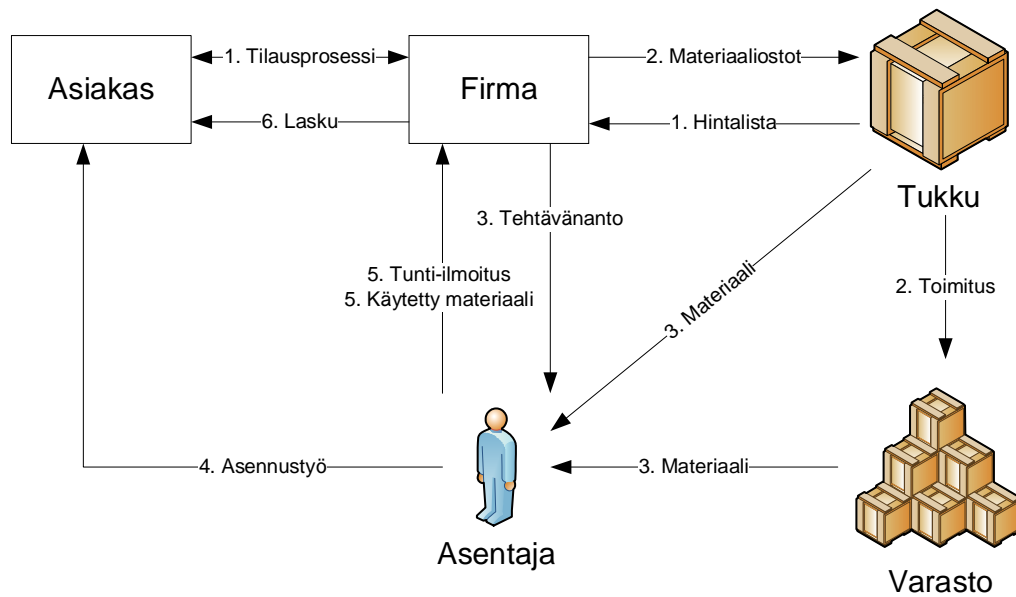 Asiakas
1. Tilausprosessi
6. Lasku
Firma
2. Materiaaliostot
1. Hintalista
Tukku
3. Tehtävänanto
5. Tunti-ilmoitus
5. Käytetty materiaali
3. Materiaali
2. Toimitus
4. Asennustyö
3. Materiaali
Asentaja
Varasto